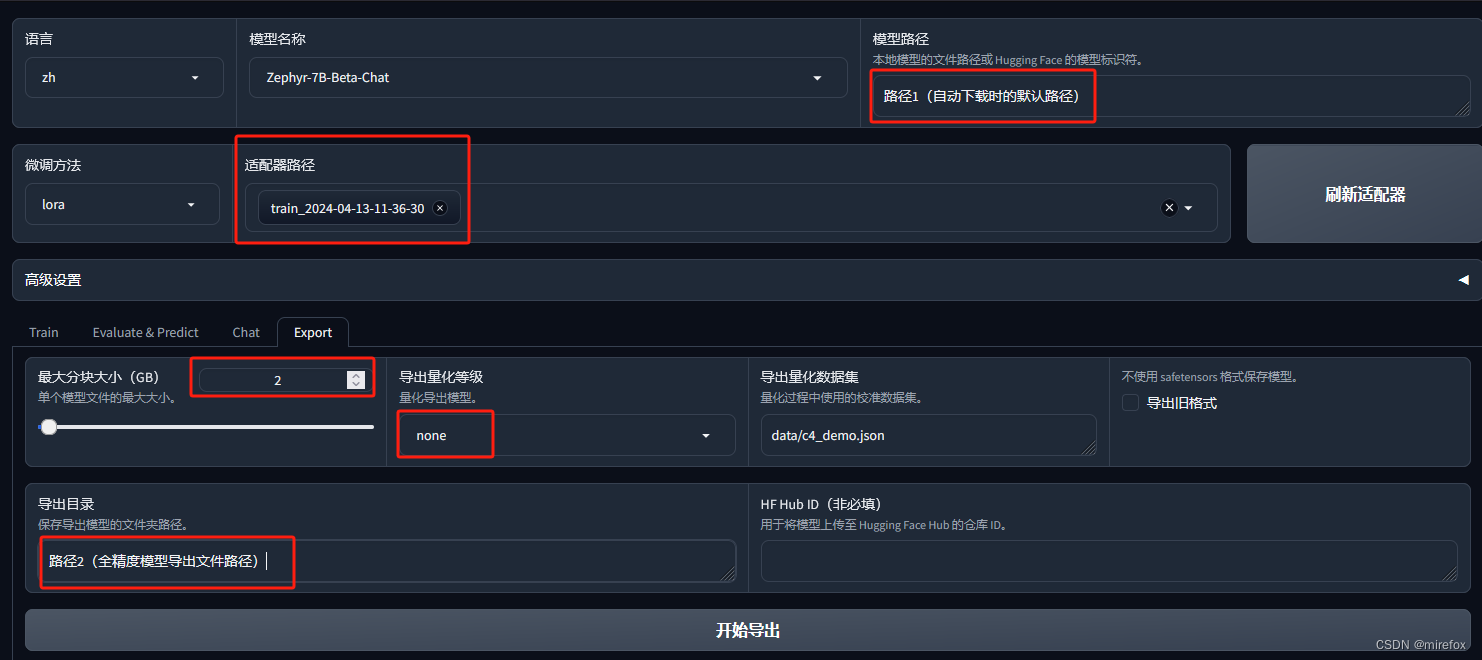 语言
zh
模型名称
Zephyr-7B-Beta-Chat
模型路径
本地模型的文件路径或 Hugging Face 的模型标识符。
路径1（自动下载时的默认路径）
微调方法
lora
适配器路径
train_2024-04-13-11-36-30
刷新适配器
高级设置
Train
Evaluate & Predict
Chat
Export
最大分块大小（GB）
单个模型文件的最大大小。
2
导出量化等级
量化导出模型。
none
导出量化数据集
量化过程中使用的校准数据集。
data/c4_demo.json
不使用 safetensors 格式保存模型。
导出旧格式
导出目录
保存导出模型的文件夹路径。
路径2（全精度模型导出文件路径）
HF Hub ID（非必填）
用于将模型上传至 Hugging Face Hub 的仓库 ID。
开始导出
CSDN @mirefox